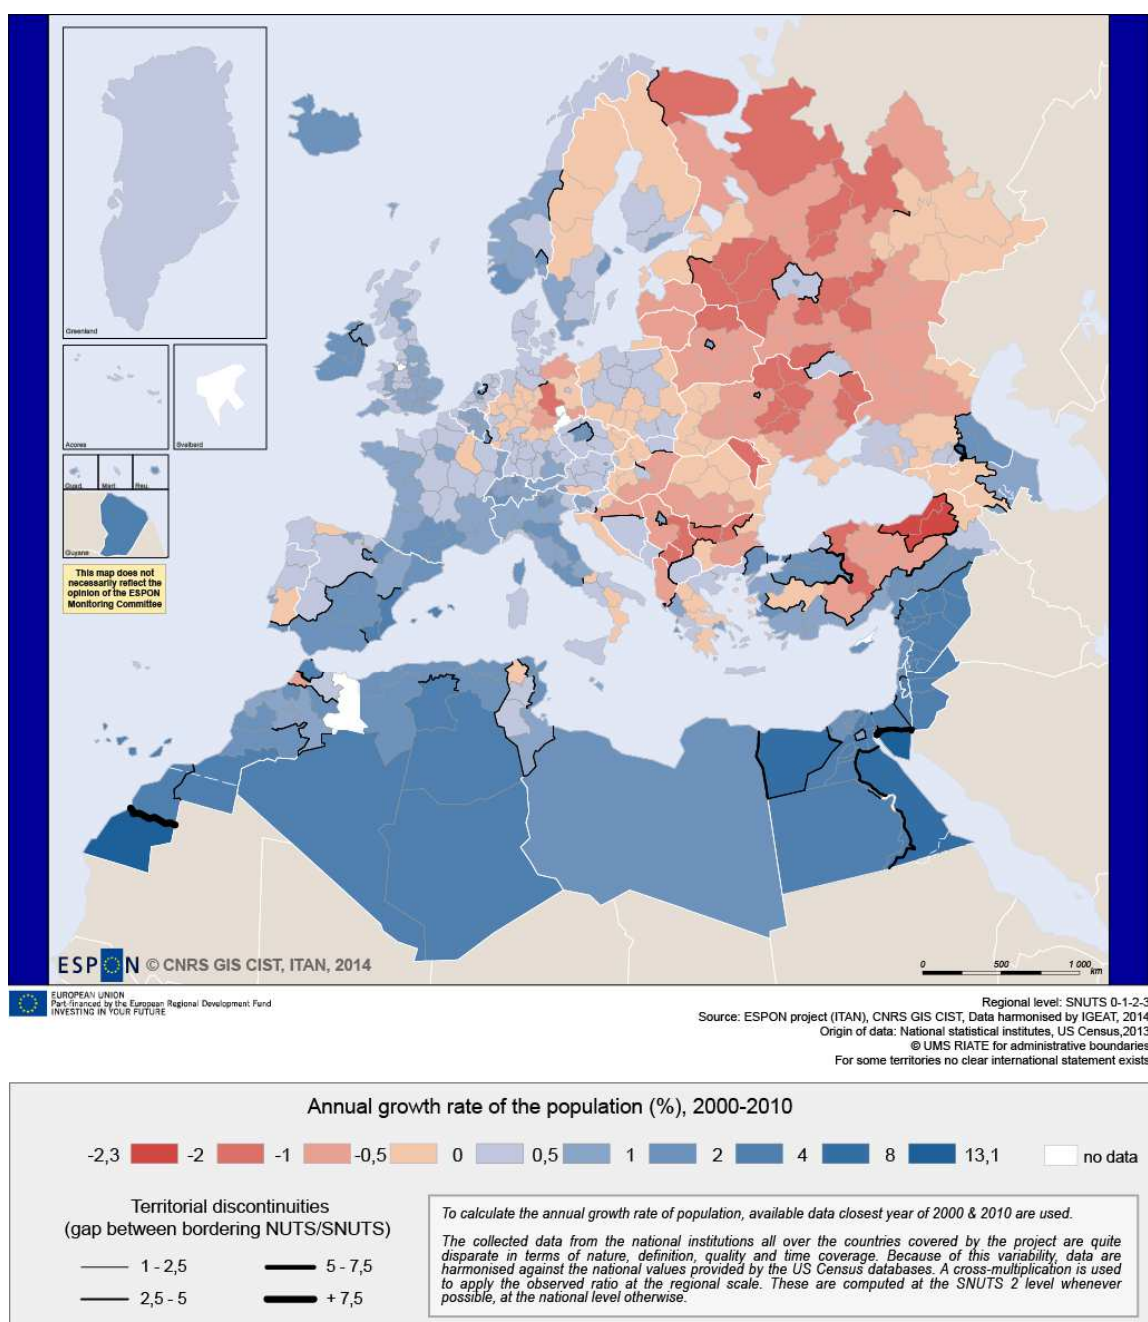 Greenland
Acores
Svalbard
Guad.
Mart.
Reu.
Guyane
This map does not
necessarily reflect the
opinion of the ESPON
Monitoring Committee
ESPON © CNRS GIS CIST, ITAN, 2014
0 500 1 000
km
EUROPEAN UNION
Part-financed by the European Regional Development Fund
INVESTING IN YOUR FUTURE
Regional level: SNUTS 0-1-2-3
Source: ESPON project (ITAN), CNRS GIS CIST, Data harmonised by IGEAT, 2014
Origin of data: National statistical institutes, US Census,2013
© UMS RIATE for administrative boundaries
For some territories no clear international statement exists
Annual growth rate of the population (%), 2000-2010
-2,3 -2 -1 -0,5 0 0,5 1 2 4 8 13,1 no data
Territorial discontinuities
(gap between bordering NUTS/SNUTS)
1 - 2,5
5 - 7,5
2,5 - 5
+ 7,5
To calculate the annual growth rate of population, available data closest year of 2000 & 2010 are used.
The collected data from the national institutions all over the countries covered by the project are quite
disparate in terms of nature, definition, quality and time coverage. Because of this variability, data are
harmonised against the national values provided by the US Census databases. A cross-multiplication is used
to apply the observed ratio at the regional scale. These are computed at the SNUTS 2 level whenever
possible, at the national level otherwise.